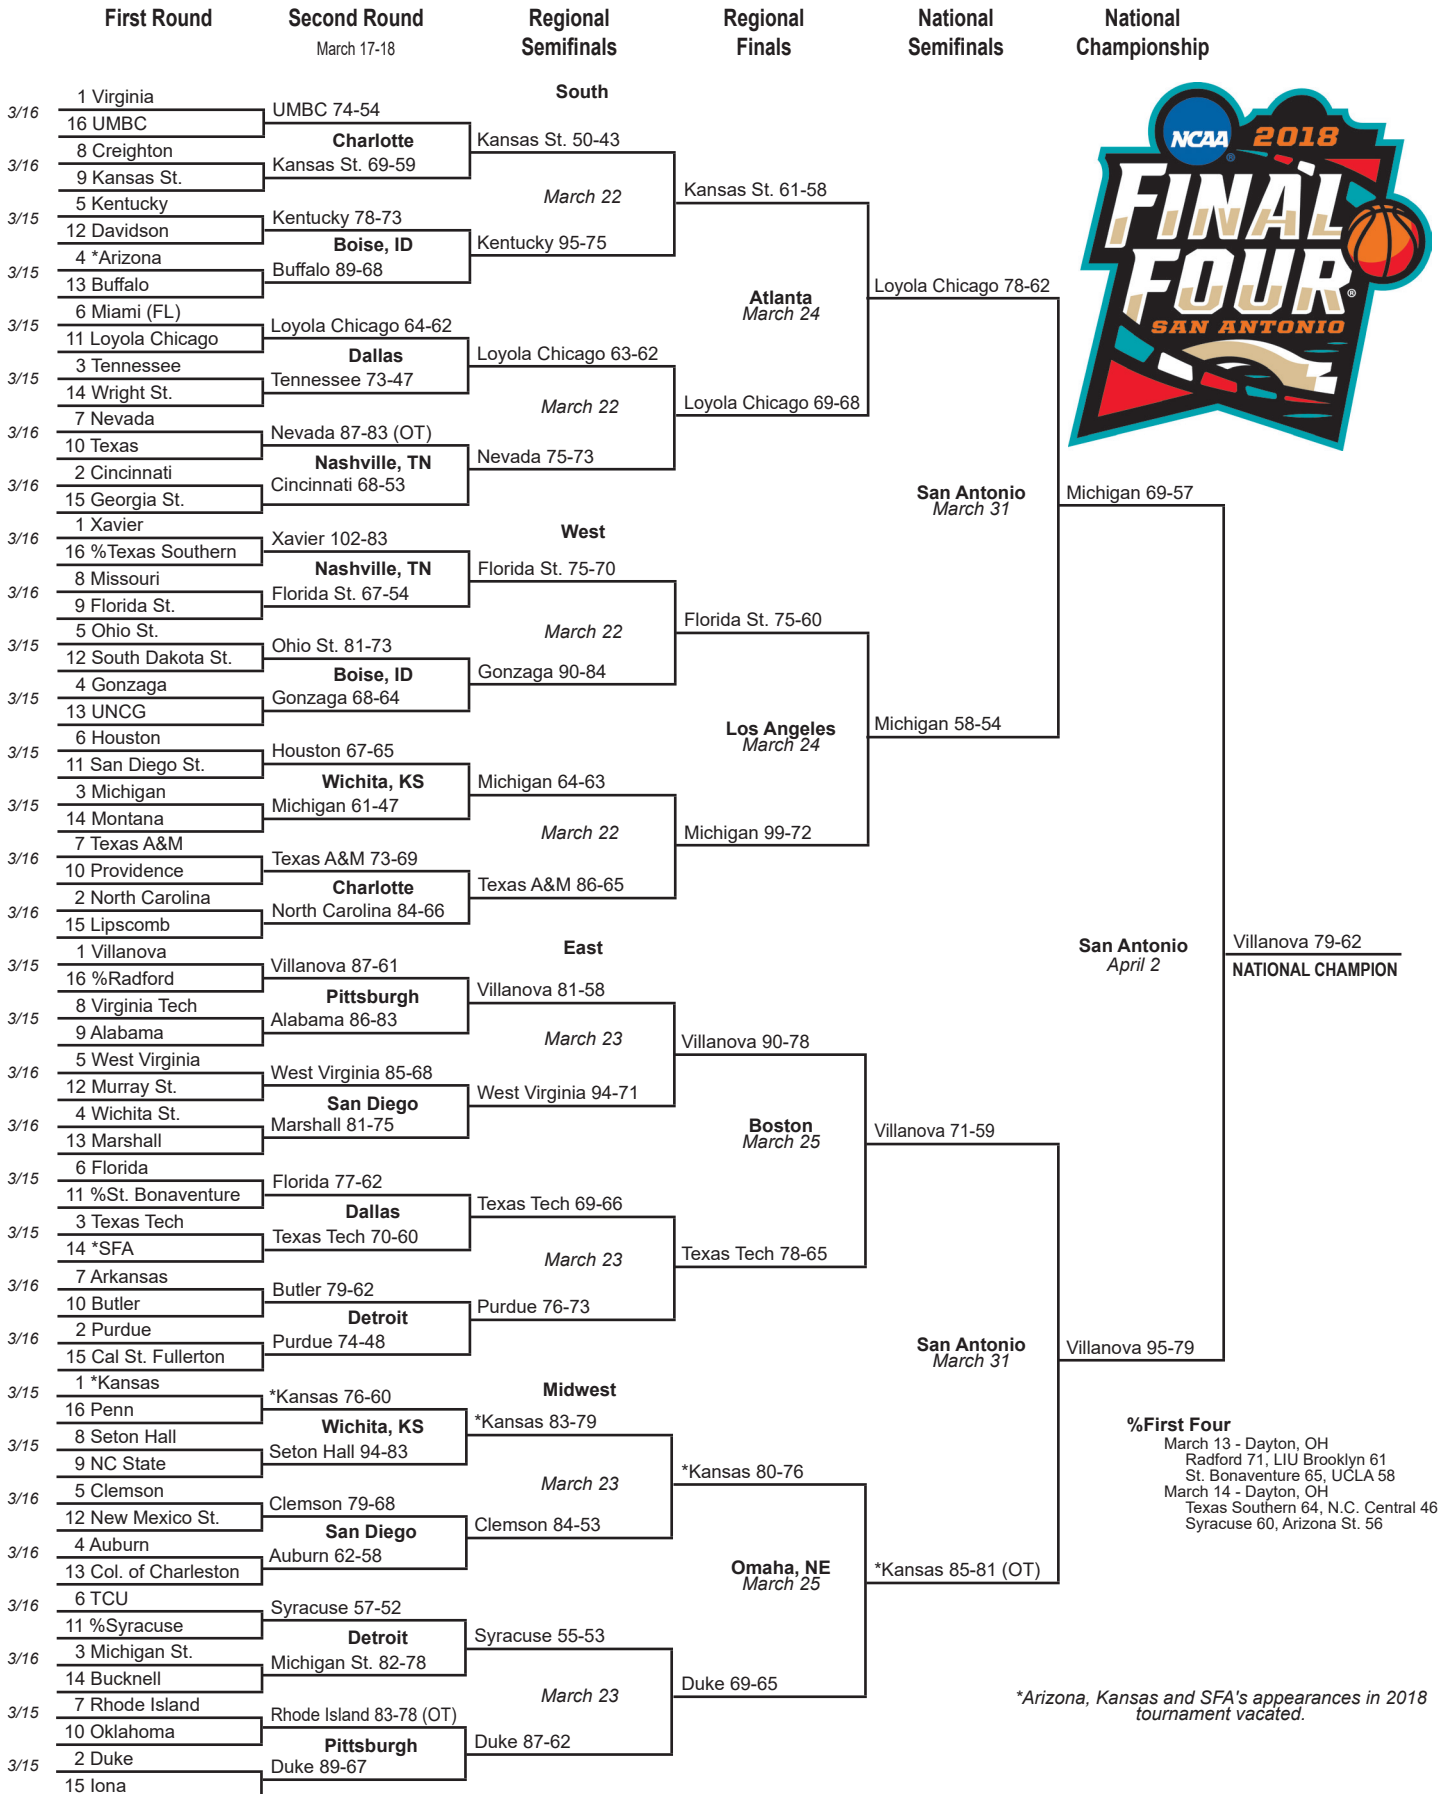 First Round
Second Round
March 17-18
Regional
Semifinals
Regional
Finals
National
Semifinals
National
Championship
NCAA
®
2018
FINAL
FOUR
®
SAN ANTONIO
South
3/16
1 Virginia
16 UMBC
UMBC 74-54
Charlotte
3/16
8 Creighton
9 Kansas St.
Kansas St. 69-59
Kansas St. 50-43
March 22
3/15
5 Kentucky
12 Davidson
Kentucky 78-73
Boise, ID
3/15
4 *Arizona
13 Buffalo
Buffalo 89-68
Kentucky 95-75
Kansas St. 61-58
Atlanta
March 24
3/15
6 Miami (FL)
11 Loyola Chicago
Loyola Chicago 64-62
Dallas
3/15
3 Tennessee
14 Wright St.
Tennessee 73-47
Loyola Chicago 63-62
March 22
3/16
7 Nevada
10 Texas
Nevada 87-83 (OT)
Nashville, TN
3/16
2 Cincinnati
15 Georgia St.
Cincinnati 68-53
Nevada 75-73
Loyola Chicago 69-68
Loyola Chicago 78-62
San Antonio
March 31
West
3/16
1 Xavier
16 %Texas Southern
Xavier 102-83
Nashville, TN
3/16
8 Missouri
9 Florida St.
Florida St. 67-54
Florida St. 75-70
March 22
3/15
5 Ohio St.
12 South Dakota St.
Ohio St. 81-73
Boise, ID
3/15
4 Gonzaga
13 UNCG
Gonzaga 68-64
Gonzaga 90-84
Florida St. 75-60
Los Angeles
March 24
3/15
6 Houston
11 San Diego St.
Houston 67-65
Wichita, KS
3/15
3 Michigan
14 Montana
Michigan 61-47
Michigan 64-63
March 22
3/16
7 Texas A&M
10 Providence
Texas A&M 73-69
Charlotte
3/16
2 North Carolina
15 Lipscomb
North Carolina 84-66
Texas A&M 86-65
Michigan 99-72
Michigan 58-54
Michigan 69-57
San Antonio
April 2
Villanova 79-62
NATIONAL CHAMPION
East
3/15
1 Villanova
16 %Radford
Villanova 87-61
Pittsburgh
3/15
8 Virginia Tech
9 Alabama
Alabama 86-83
Villanova 81-58
March 23
3/16
5 West Virginia
12 Murray St.
West Virginia 85-68
San Diego
3/16
4 Wichita St.
13 Marshall
Marshall 81-75
West Virginia 94-71
Villanova 90-78
Boston
March 25
3/15
6 Florida
11 %St. Bonaventure
Florida 77-62
Dallas
3/15
3 Texas Tech
14 *SFA
Texas Tech 70-60
Texas Tech 69-66
March 23
3/16
7 Arkansas
10 Butler
Butler 79-62
Detroit
3/16
2 Purdue
15 Cal St. Fullerton
Purdue 74-48
Purdue 76-73
Texas Tech 78-65
Villanova 71-59
San Antonio
March 31
Villanova 95-79
Midwest
3/15
1 *Kansas
16 Penn
*Kansas 76-60
Wichita, KS
3/15
8 Seton Hall
9 NC State
Seton Hall 94-83
*Kansas 83-79
March 23
3/16
5 Clemson
12 New Mexico St.
Clemson 79-68
San Diego
3/16
4 Auburn
13 Col. of Charleston
Auburn 62-58
Clemson 84-53
*Kansas 80-76
Omaha, NE
March 25
*Kansas 85-81 (OT)
3/16
6 TCU
11 %Syracuse
Syracuse 57-52
Detroit
3/16
3 Michigan St.
14 Bucknell
Michigan St. 82-78
Syracuse 55-53
March 23
3/15
7 Rhode Island
10 Oklahoma
Rhode Island 83-78 (OT)
Pittsburgh
3/15
2 Duke
15 Iona
Duke 89-67
Duke 87-62
Duke 69-65
%First Four
March 13 - Dayton, OH
Radford 71, LIU Brooklyn 61
St. Bonaventure 65, UCLA 58
March 14 - Dayton, OH
Texas Southern 64, N.C. Central 46
Syracuse 60, Arizona St. 56
*Arizona, Kansas and SFA's appearances in 2018
tournament vacated.